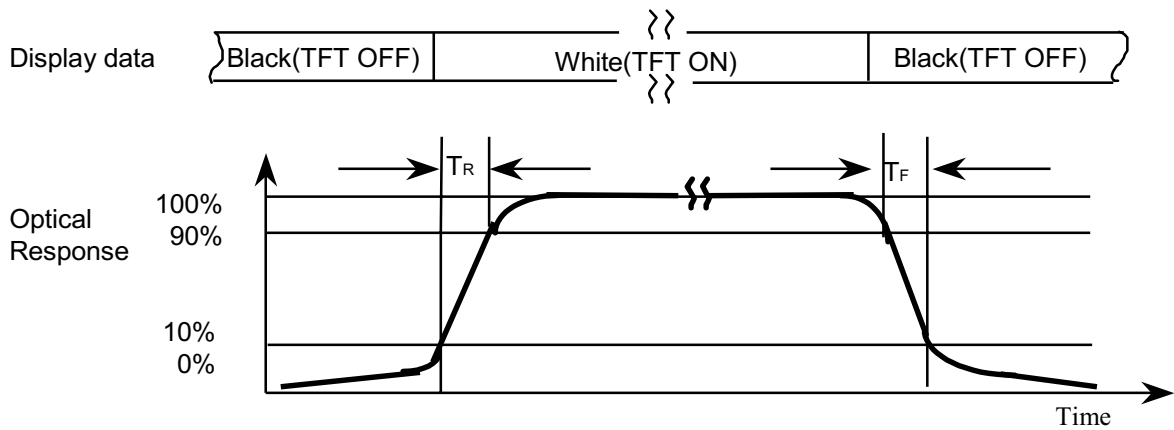 Display data
Black(TFT OFF) White(TFT ON) Black(TFT OFF)
TR TF
Optical
Response
100%
90%
10%
0%
Time